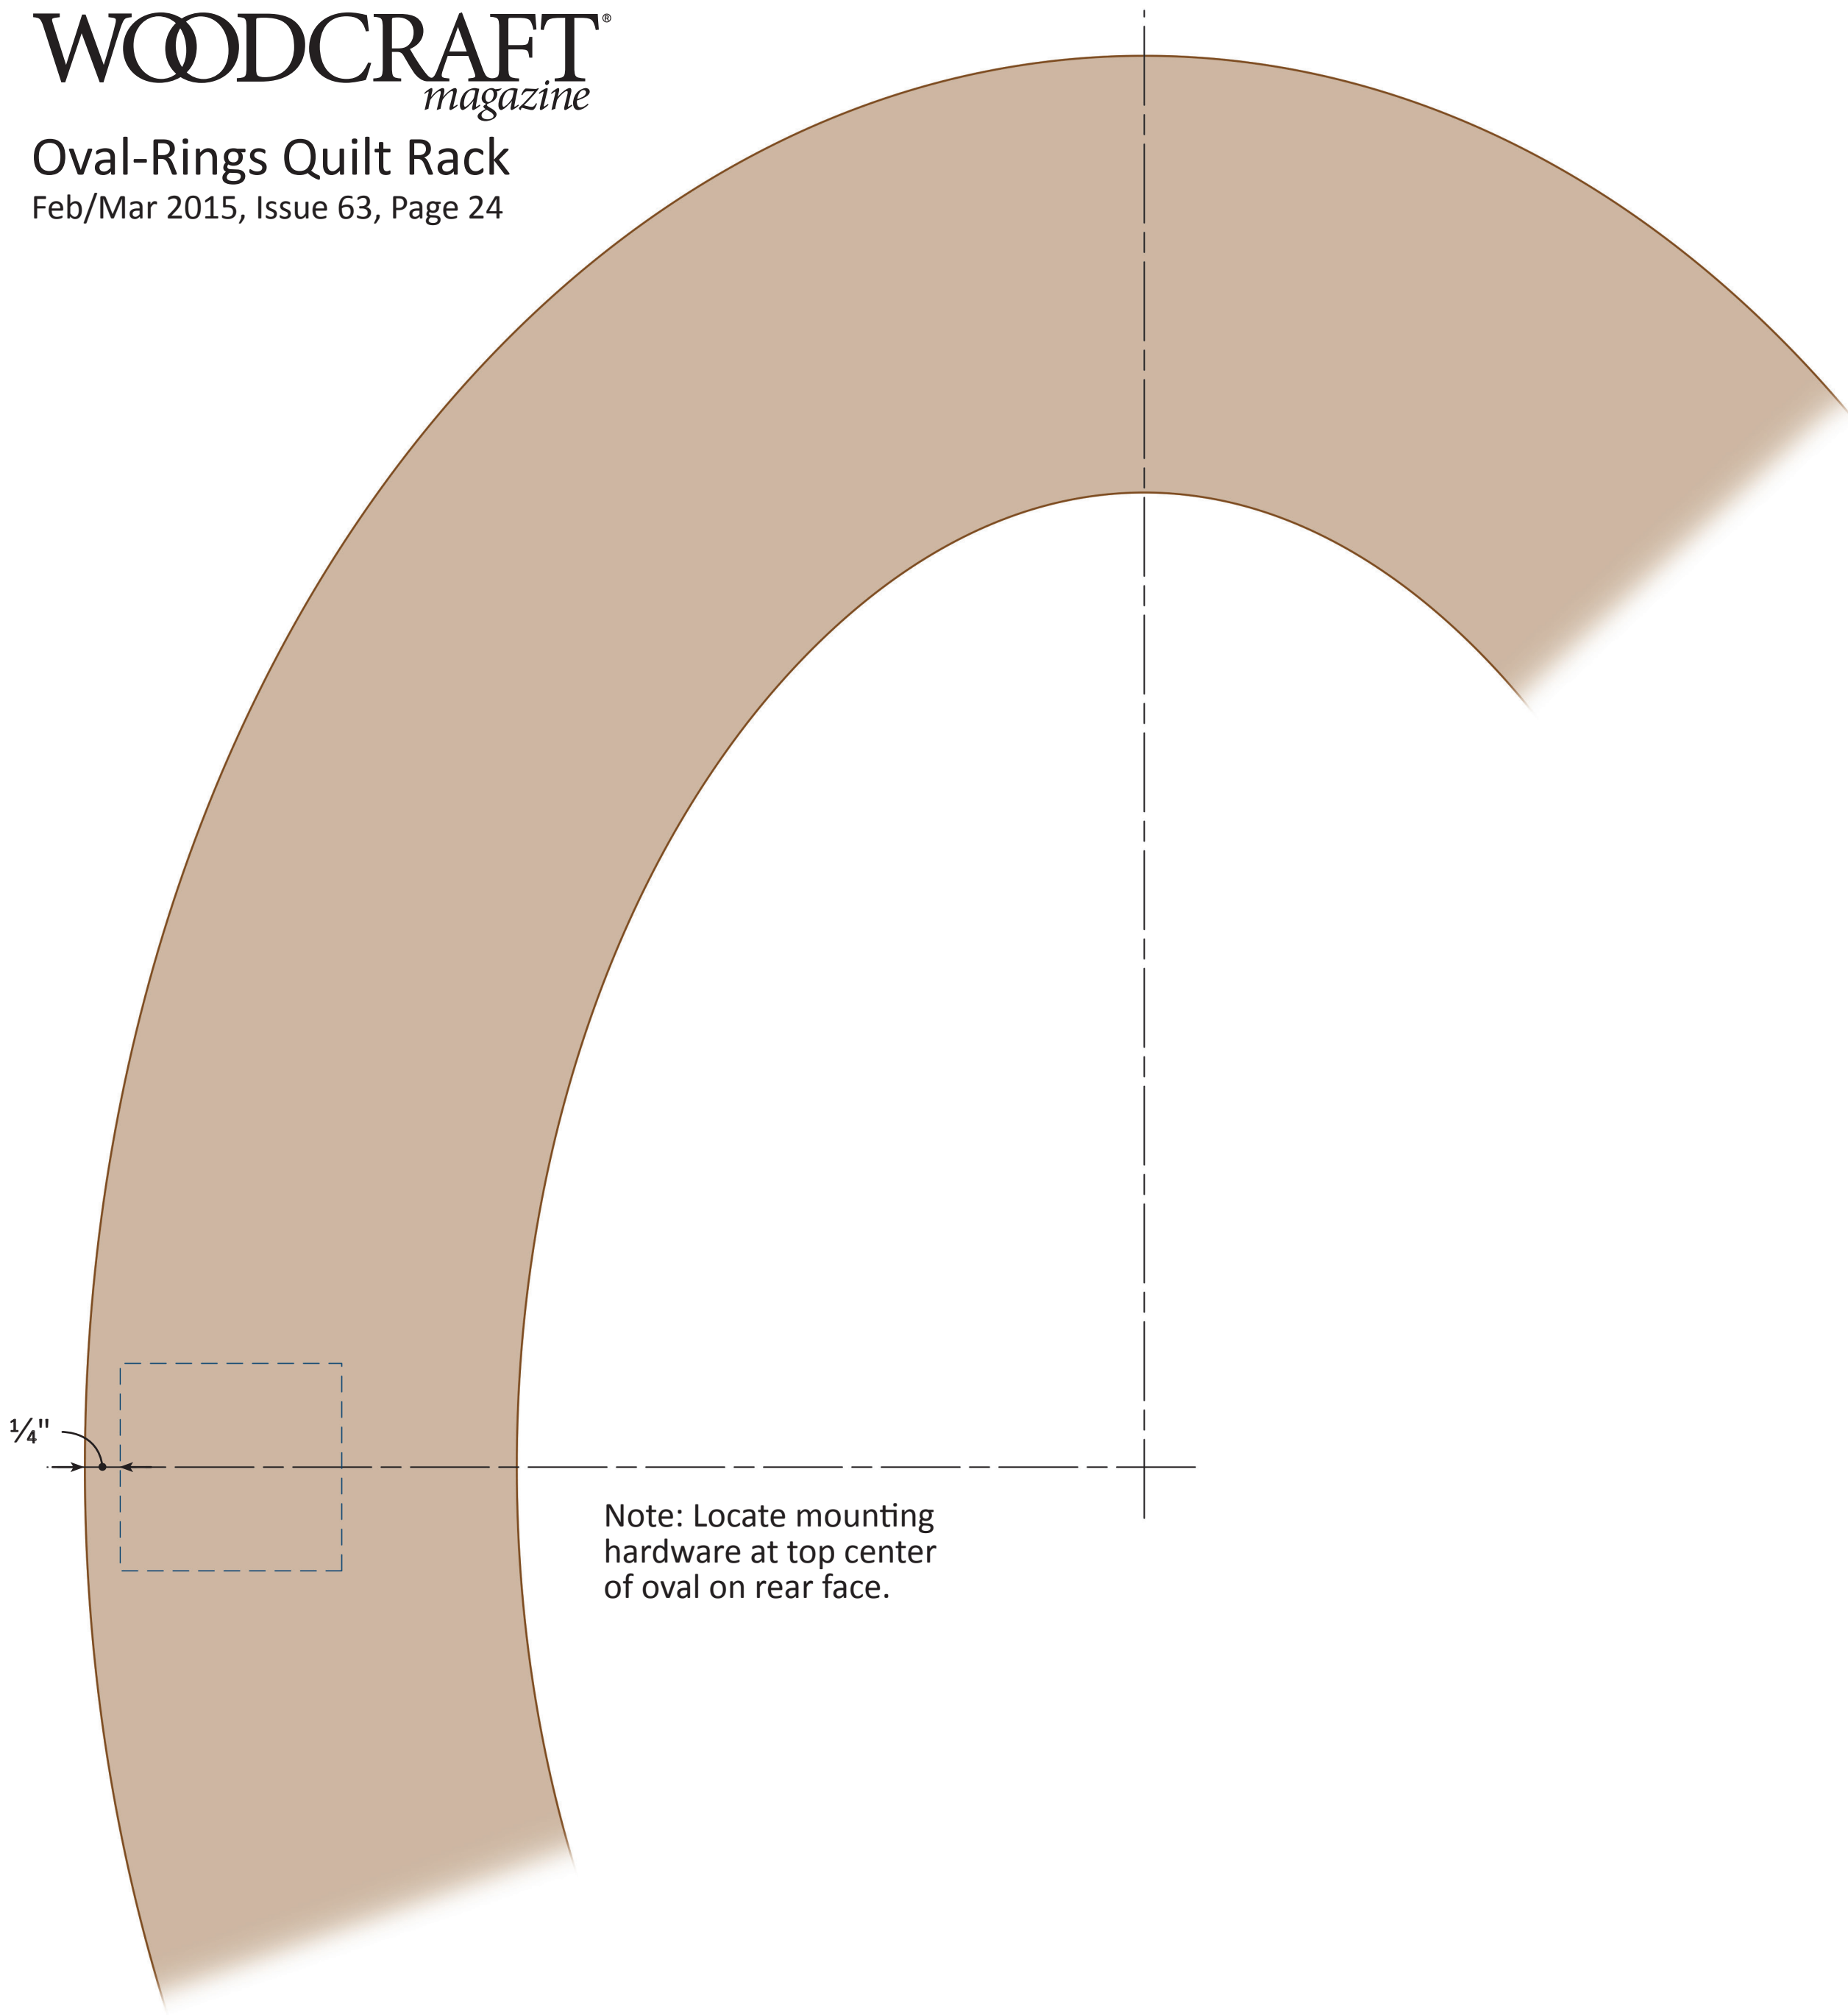 WOODCRAFT®
magazine
Oval-Rings Quilt Rack
Feb/Mar 2015, Issue 63, Page 24
¼"
Note: Locate mounting
hardware at top center
of oval on rear face.